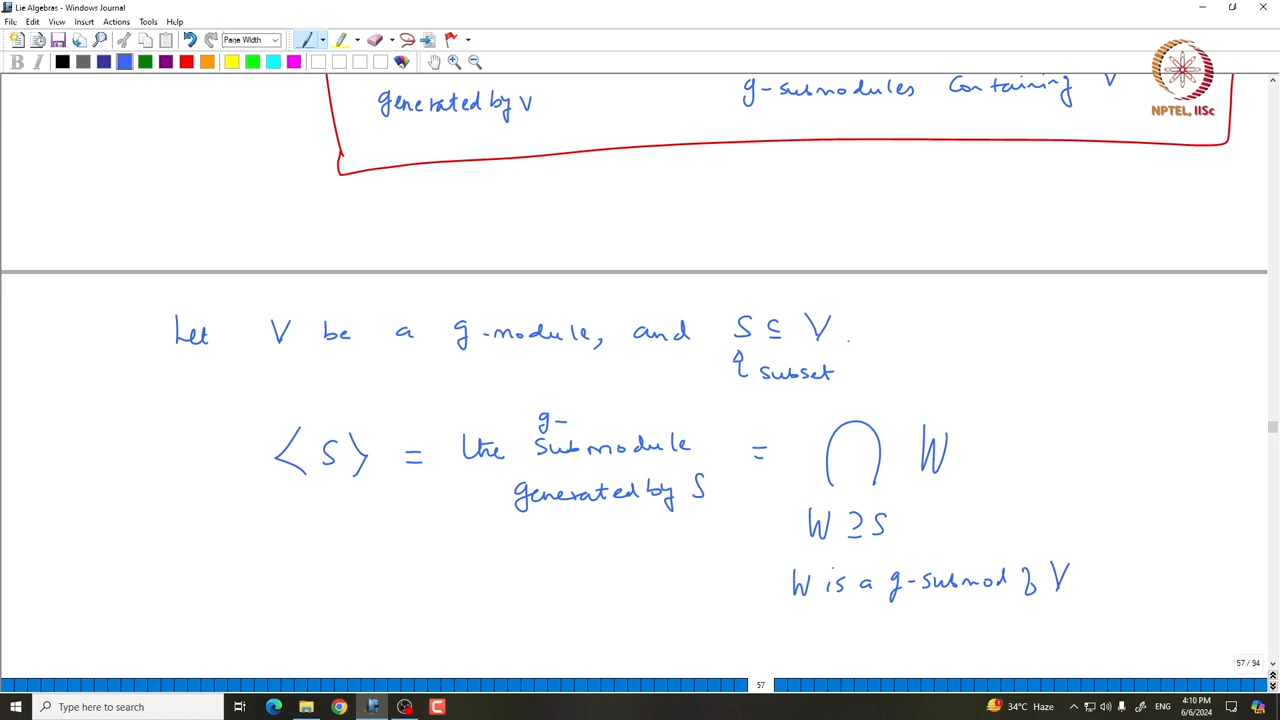 Lie Algebras - Windows Journal
File Edit View Insert Actions Tools Help
Page Width
B I
NPTEL, IISc
generated by v
g-submodules containing v
Let V be a g-module, and S ⊆ V.
subset
⟨S⟩ = the g-submodule generated by S = ⋂ W
W ⊇ S
W is a g-submod of V
57 / 94
57
Type here to search
34°C Haze
ENG
4:10 PM
6/6/2024